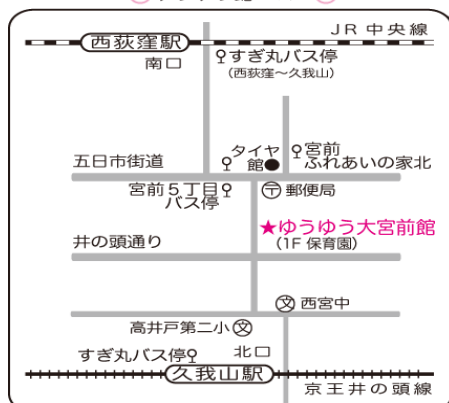 JR中央線
西荻窪駅
南口
すぎ丸バス停
(西荻窪〜久我山)
タイヤ
館
宮前
ふれあいの家北
五日市街道
宮前5丁目
バス停
〒郵便局
★ゆうゆう大宮前館
(1F 保育園)
井の頭通り
文 西宮中
高井戸第二小 文
すぎ丸バス停
北口
久我山駅
京王井の頭線